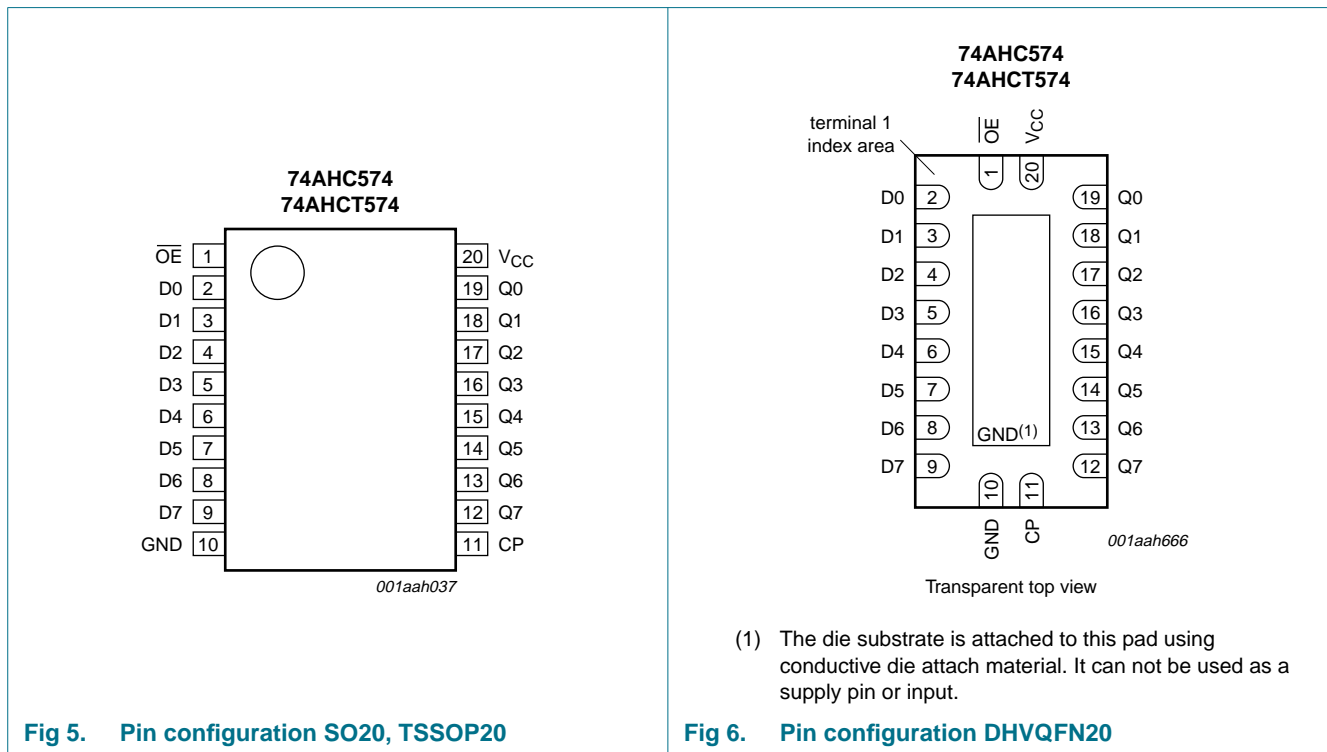 74AHC574
74AHCT574
OE 1
D0 2
D1 3
D2 4
D3 5
D4 6
D5 7
D6 8
D7 9
GND 10
20 VCC
19 Q0
18 Q1
17 Q2
16 Q3
15 Q4
14 Q5
13 Q6
12 Q7
11 CP
001aah037
Fig 5. Pin configuration SO20, TSSOP20
74AHC574
74AHCT574
terminal 1
index area
OE
VCC
1
20
D0 2
D1 3
D2 4
D3 5
D4 6
D5 7
D6 8
D7 9
19 Q0
18 Q1
17 Q2
16 Q3
15 Q4
14 Q5
13 Q6
12 Q7
GND(1)
10
11
GND
CP
001aah666
Transparent top view
(1) The die substrate is attached to this pad using
conductive die attach material. It can not be used as a
supply pin or input.
Fig 6. Pin configuration DHVQFN20